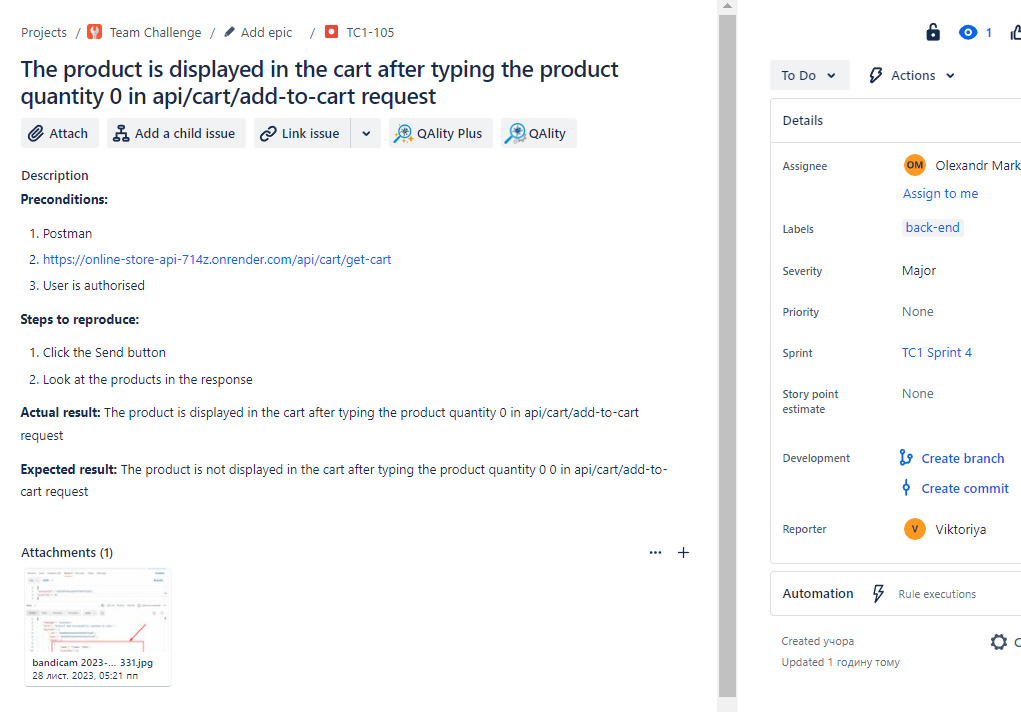 Projects / Team Challenge / Add epic / TC1-105
The product is displayed in the cart after typing the product
quantity 0 in api/cart/add-to-cart request
Attach Add a child issue Link issue QAlity Plus QAlity
Description
Preconditions:
1. Postman
2. https://online-store-api-714z.onrender.com/api/cart/get-cart
3. User is authorised
Steps to reproduce:
1. Click the Send button
2. Look at the products in the response
Actual result: The product is displayed in the cart after typing the product quantity 0 in api/cart/add-to-cart
request
Expected result: The product is not displayed in the cart after typing the product quantity 0 0 in api/cart/add-to-
cart request
Attachments (1)
bandicam 2023-... 331.jpg
28 лист. 2023, 05:21 пп
1
To Do Actions
Details
Assignee OM Olexandr Mark
Assign to me
Labels back-end
Severity Major
Priority None
Sprint TC1 Sprint 4
Story point
estimate
None
Development Create branch
Create commit
Reporter V Viktoriya
Automation Rule executions
Created учора
Updated 1 годину тому